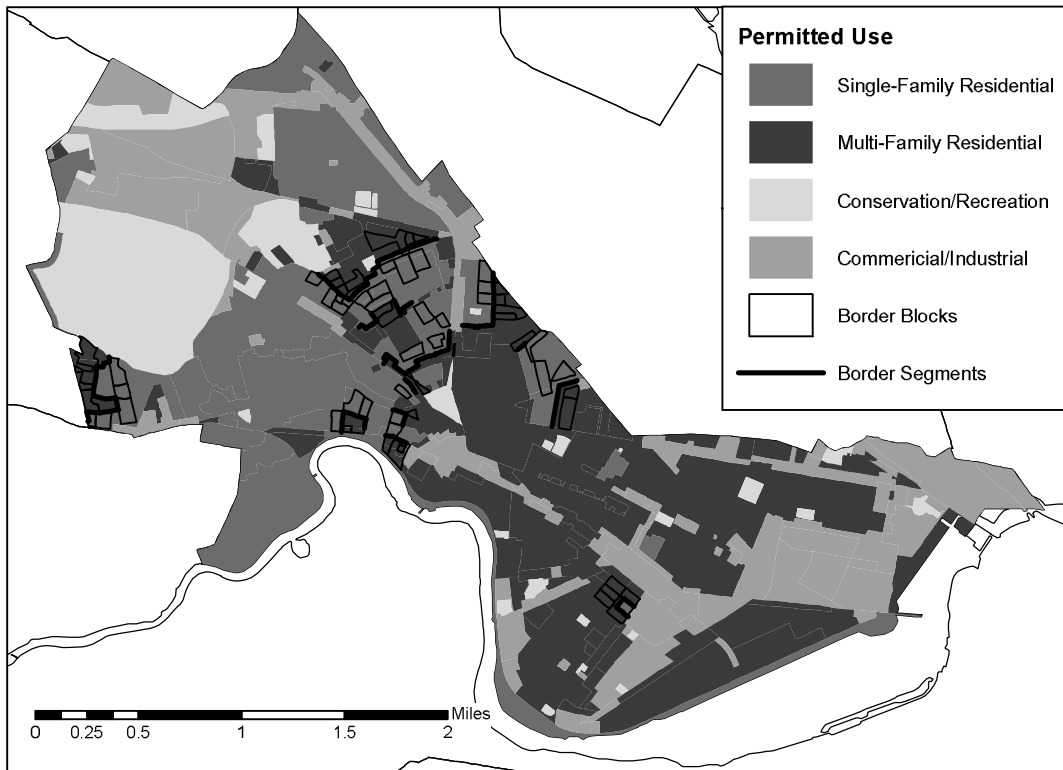 Permitted Use
Single-Family Residential
Multi-Family Residential
Conservation/Recreation
Commericial/Industrial
Border Blocks
Border Segments
Miles
0 0.25 0.5 1 1.5 2